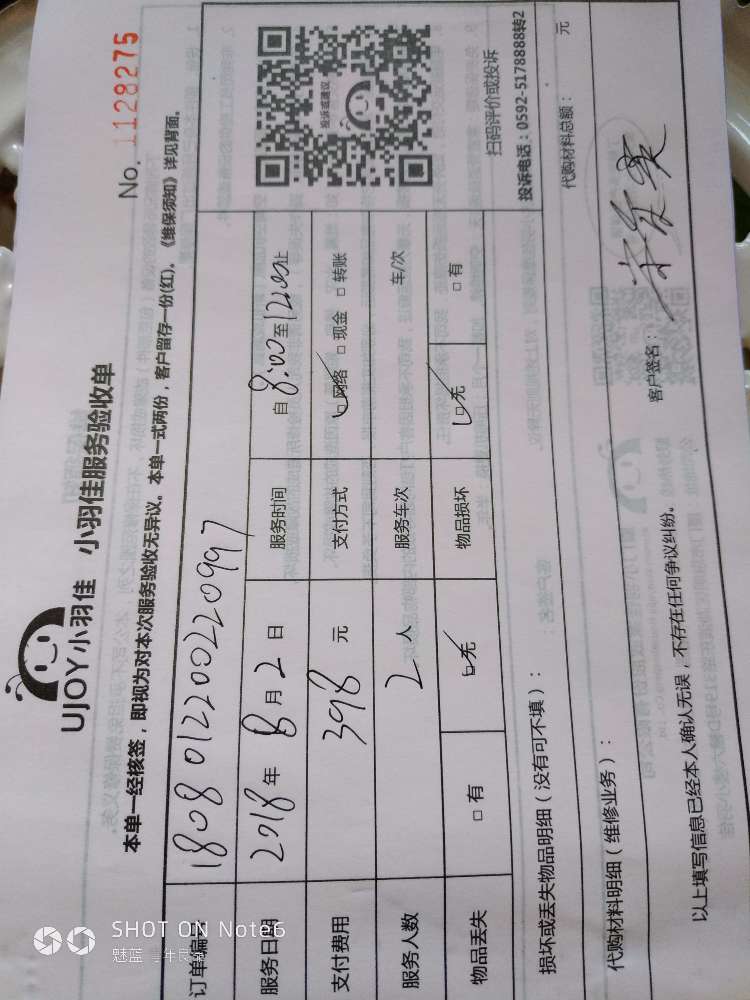 No. 1128275
UJOY小羽佳 小羽佳服务验收单
本单一经核签，即视为对本次服务验收无异议。本单一式两份，客户留存一份(红)。《维保须知》详见背面。
订单编号 180801220022 0997
服务日期 2018年8月2日 服务时间 自8:00至12:00止
支付费用 398元 支付方式 ☑网络 □现金 □转账
服务人数 2人 服务车次 车/次
物品丢失 □有 ☑无 物品损坏 ☑无 □有
投诉或建议
扫码评价或投诉
投诉电话：0592-5178888转2
损坏或丢失物品明细（没有可不填）：
代购材料明细（维修业务）： 代购材料总额： 元
以上填写信息已经本人确认无误，不存在任何争议纠纷。 客户签名：
SHOT ON Note6
魅蓝